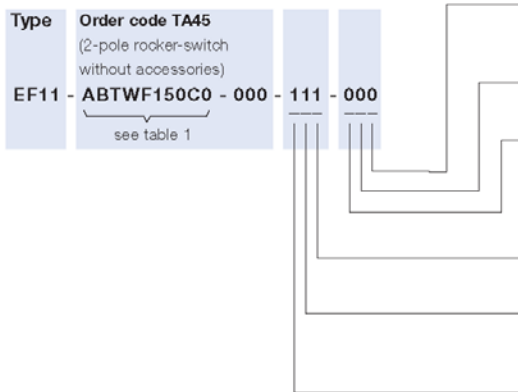 Type Order code TA45
(2-pole rocker-switch
without accessories)
EF11 - ABTWF150C0 - 000 - 111 - 000
see table 1